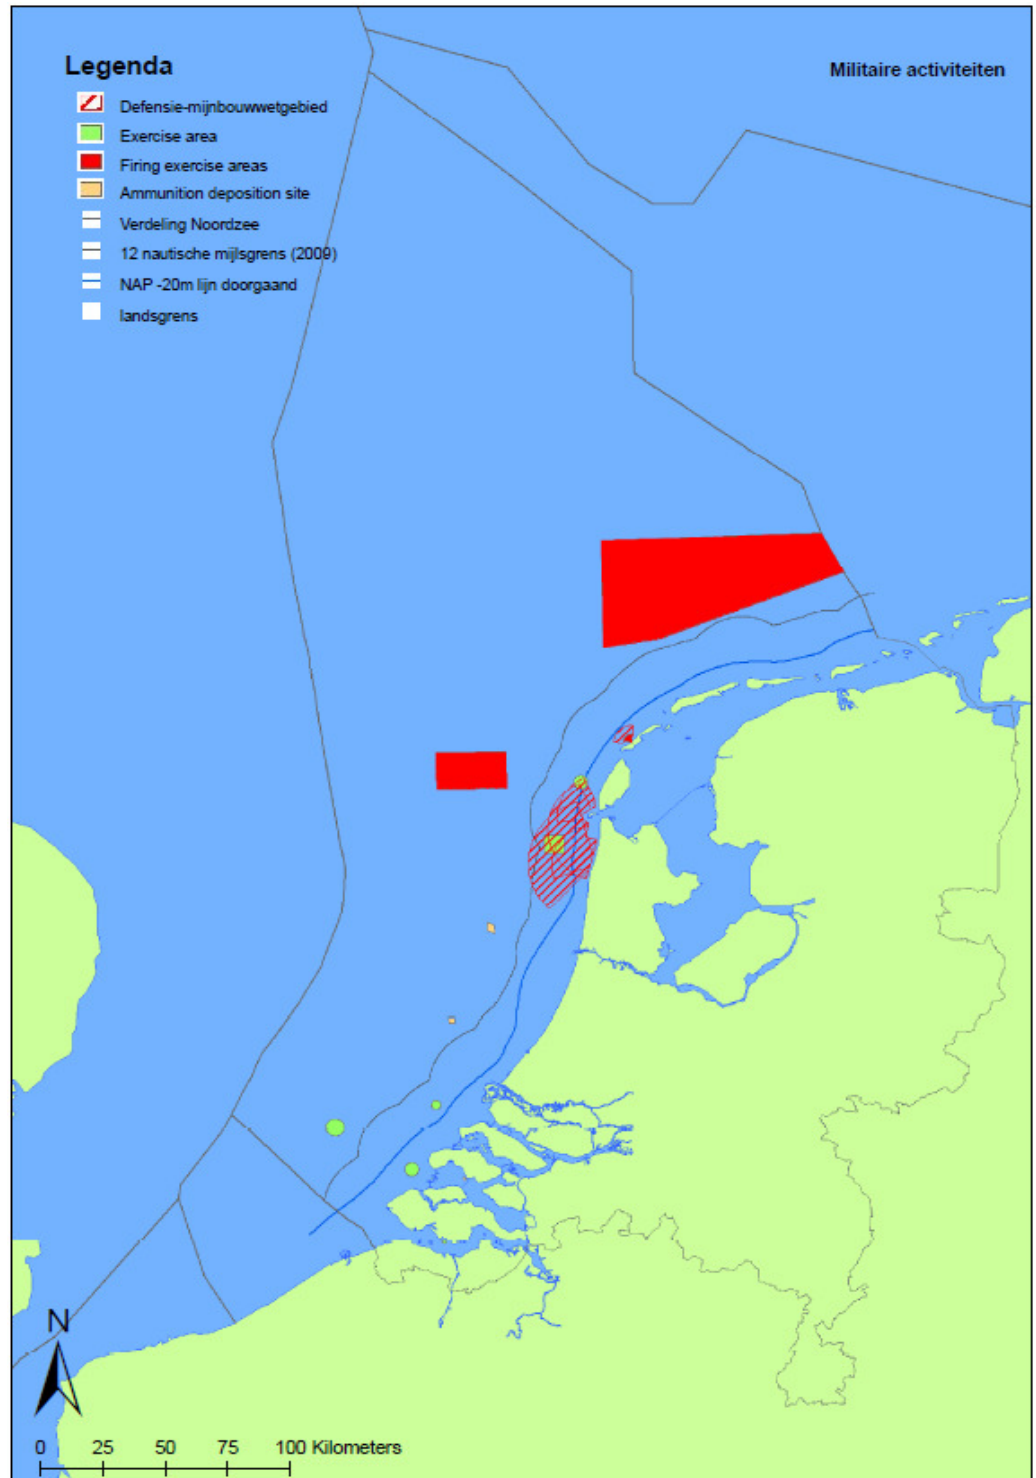 Legenda
Militaire activiteiten
Defensie-mijnbouwwetgebied
Exercise area
Firing exercise areas
Ammunition deposition site
Verdeling Noordzee
12 nautische mijlsgrens (2009)
NAP -20m lijn doorgaand
landsgrens
N
0 25 50 75 100 Kilometers